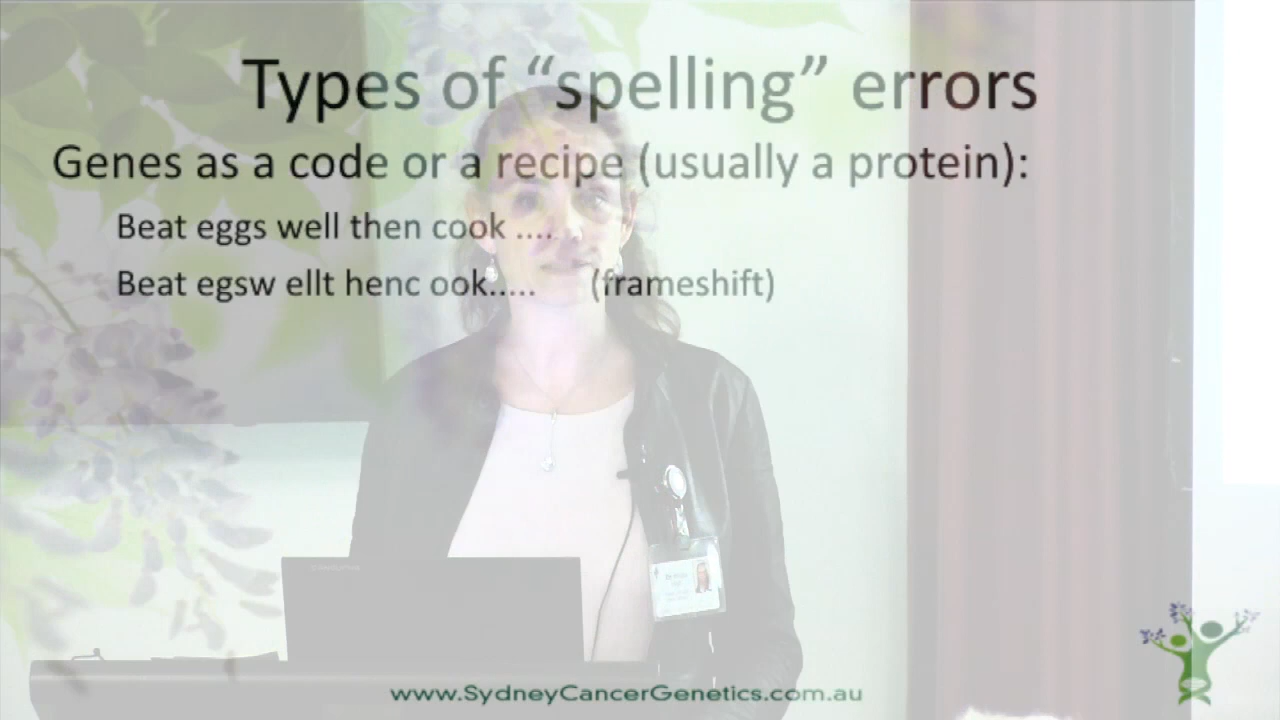 Types of “spelling” errors
Genes as a code or a recipe (usually a protein):
Beat eggs well then cook ....
Beat egsw ellt henc ook..... (frameshift)
www.SydneyCancerGenetics.com.au